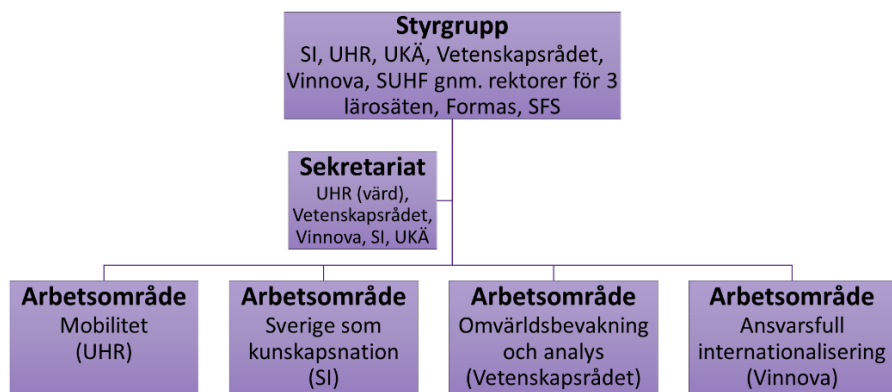 Styrgrupp
SI, UHR, UKÄ, Vetenskapsrådet,
Vinnova, SUHF gnm. rektorer för 3
lärosäten, Formas, SFS
Sekretariat
UHR (värd),
Vetenskapsrådet,
Vinnova, SI, UKÄ
Arbetsområde
Mobilitet
(UHR)
Arbetsområde
Sverige som
kunskapsnation
(SI)
Arbetsområde
Omvärldsbevakning
och analys
(Vetenskapsrådet)
Arbetsområde
Ansvarsfull
internationalisering
(Vinnova)